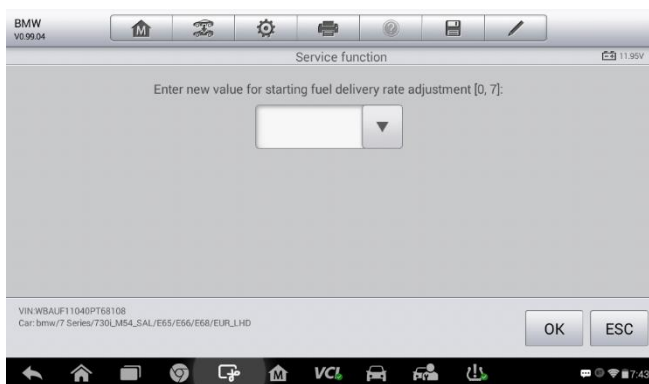 BMW
V0.99.04
M
Service function
11.95V
Enter new value for starting fuel delivery rate adjustment [0, 7]:
VIN:WBAUF11040PT68108
Car: bmw/7 Series/730i_M54_SAL/E65/E66/E68/EUR_LHD
OK
ESC
M
VCI
7:43